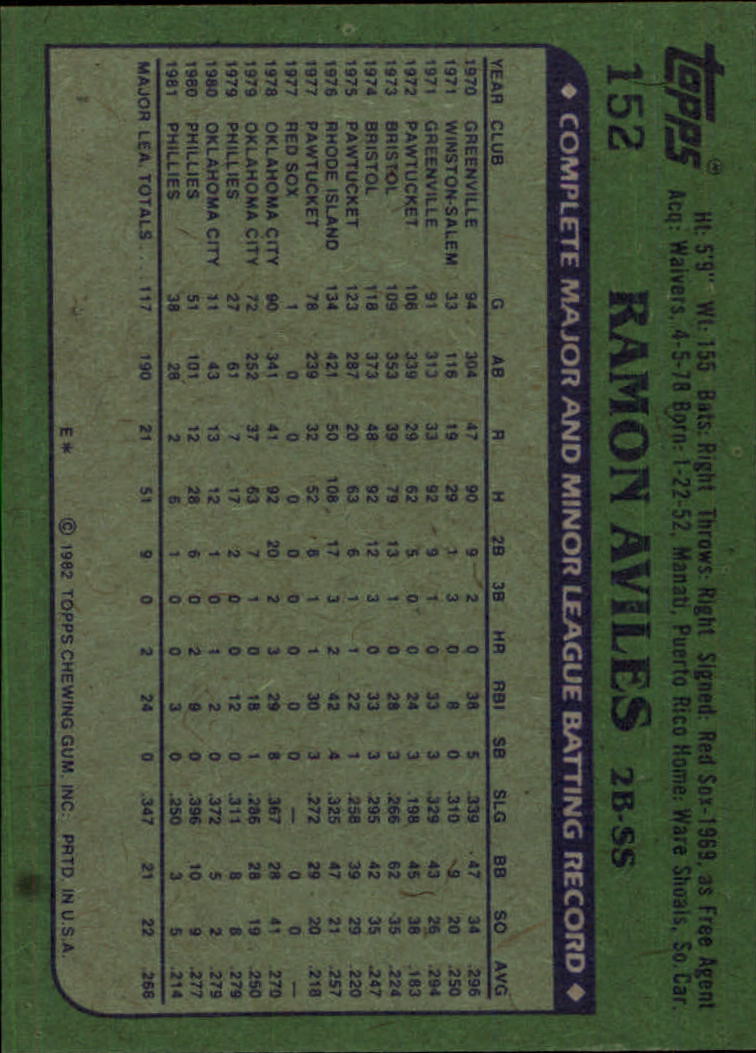 topps®
152 RAMON AVILES 2B-SS
Ht: 5'9" Wt: 155 Bats: Right Throws: Right Signed: Red Sox-1969, as Free Agent
Acq: Waivers, 4-5-78 Born: 1-22-52, Manati, Puerto Rico Home: Ware Shoals, So. Car.
◆ COMPLETE MAJOR AND MINOR LEAGUE BATTING RECORD ◆
YEAR CLUB G AB R H 2B 3B HR RBI SB SLG BB SO AVG
1970 GREENVILLE 94 304 47 90 9 2 0 38 5 .339 47 34 .296
1971 WINSTON-SALEM 33 116 19 29 1 3 0 8 0 .310 9 20 .250
1971 GREENVILLE 91 313 33 92 9 1 0 33 3 .329 43 26 .294
1972 PAWTUCKET 106 339 29 62 5 0 0 24 3 .198 45 38 .183
1973 BRISTOL 109 353 39 79 13 1 0 28 3 .266 62 35 .224
1974 BRISTOL 118 373 48 92 12 3 0 33 3 .295 42 35 .247
1975 PAWTUCKET 123 287 20 63 6 1 1 22 1 .258 39 29 .220
1976 RHODE ISLAND 134 421 50 108 17 3 2 42 4 .325 47 21 .257
1977 PAWTUCKET 78 239 32 52 8 1 1 30 3 .272 29 20 .218
1977 RED SOX 1 0 0 0 0 0 0 0 0 — 0 0 —
1978 OKLAHOMA CITY 90 341 41 92 20 2 3 29 8 .367 28 41 .270
1979 OKLAHOMA CITY 72 252 37 63 7 1 0 18 1 .286 28 19 .250
1979 PHILLIES 27 61 7 17 2 0 0 12 0 .311 8 8 .279
1980 OKLAHOMA CITY 11 43 13 12 1 0 1 2 0 .372 5 2 .279
1980 PHILLIES 51 101 12 28 6 0 2 9 0 .396 10 9 .277
1981 PHILLIES 38 28 2 6 1 0 0 3 0 .250 3 5 .214
MAJOR LEA. TOTALS . . . 117 190 21 51 9 0 2 24 0 .347 21 22 .268
E* © 1982 TOPPS CHEWING GUM, INC. PRTD. IN U.S.A.